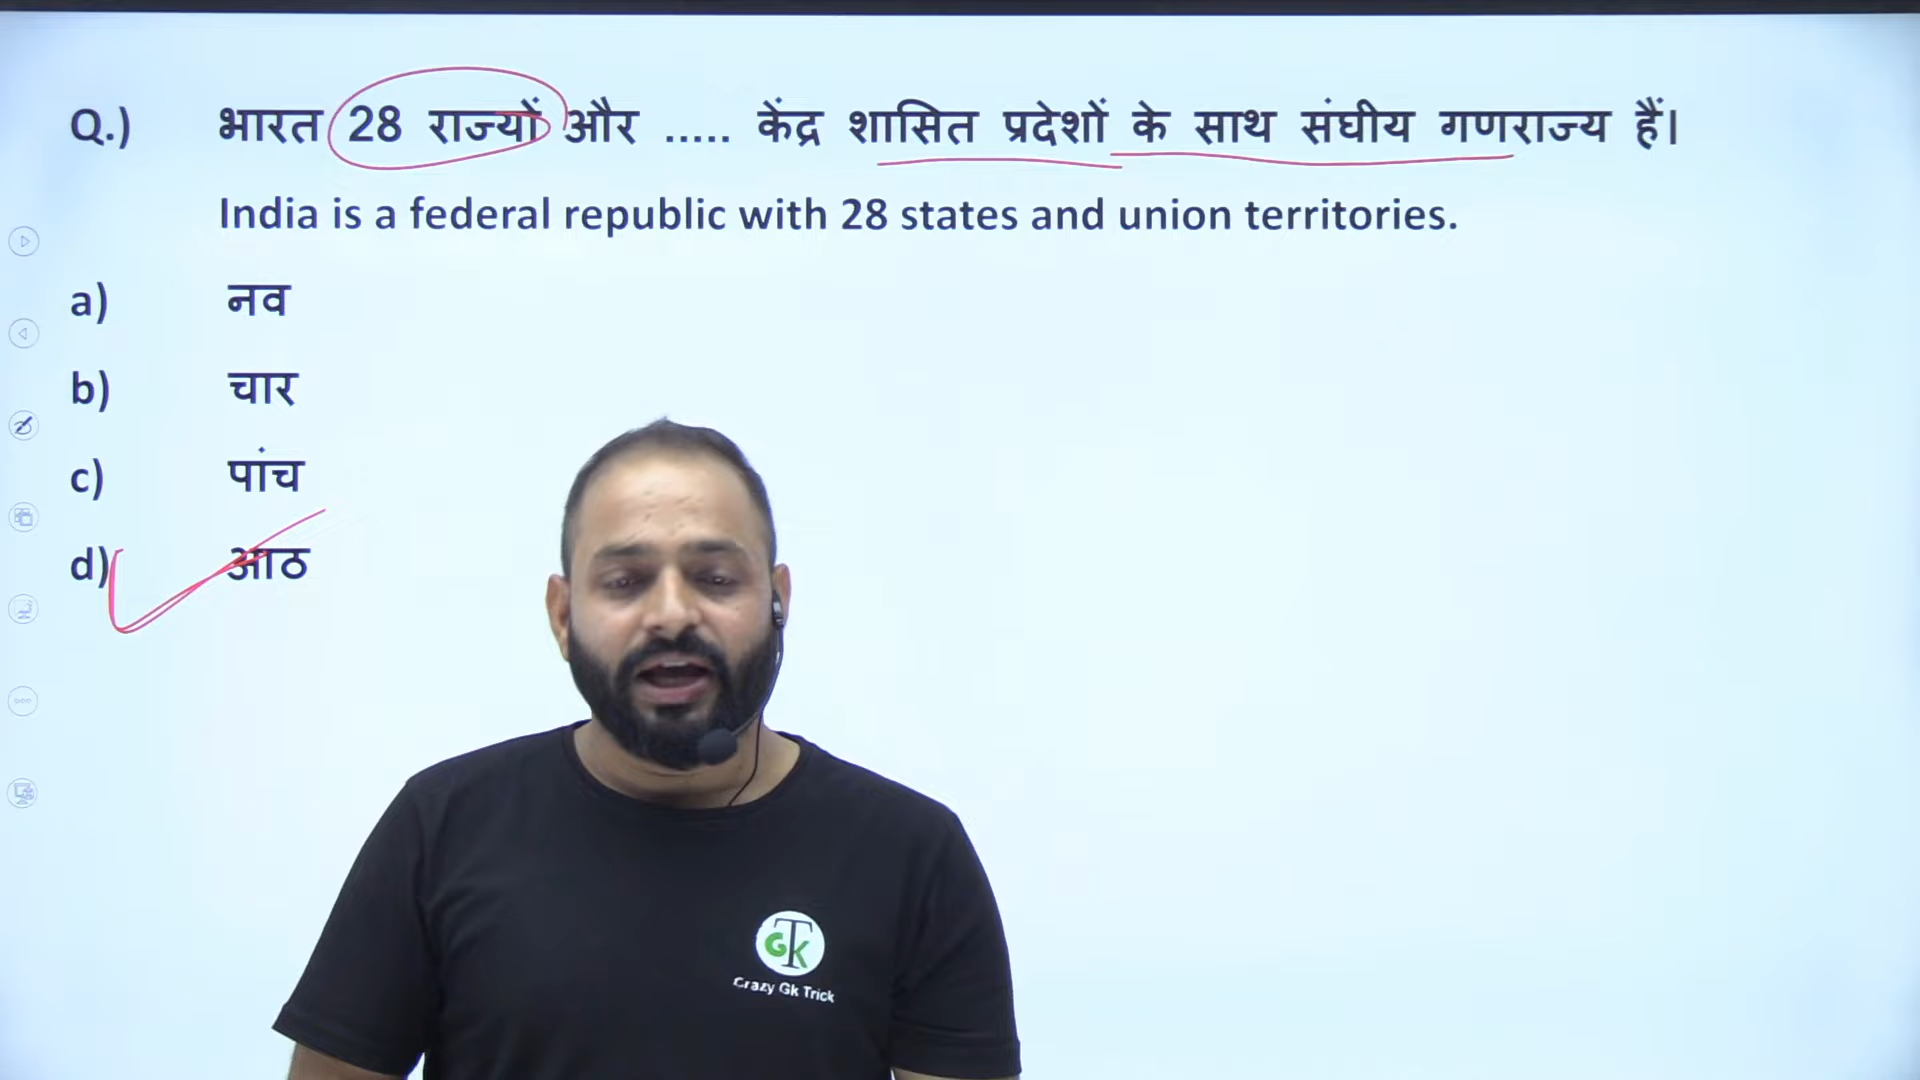 Q.) भारत 28 राज्यों और ..... केंद्र शासित प्रदेशों के साथ संघीय गणराज्य हैं।
India is a federal republic with 28 states and union territories.
a) नव
b) चार
c) पांच
d) आठ
GTK
Crazy Gk Trick